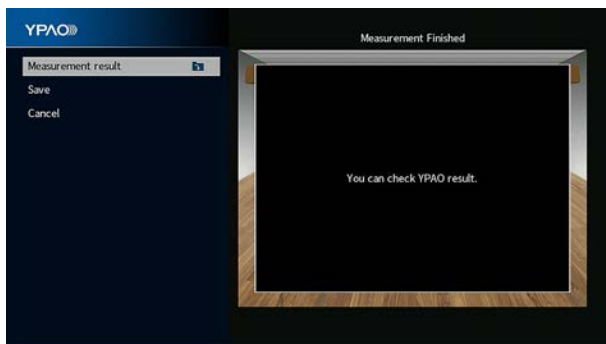 YPAO
Measurement result
Save
Cancel
Measurement Finished
You can check YPAO result.